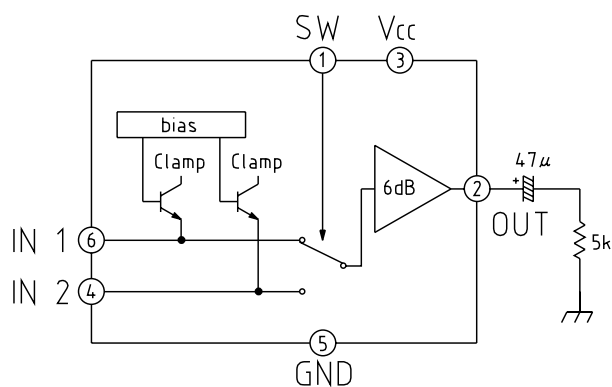 SW Vcc
1 3
bias
Clamp Clamp
47μ
+
6dB 2
OUT
IN 1 6
5k
IN 2 4
5
GND